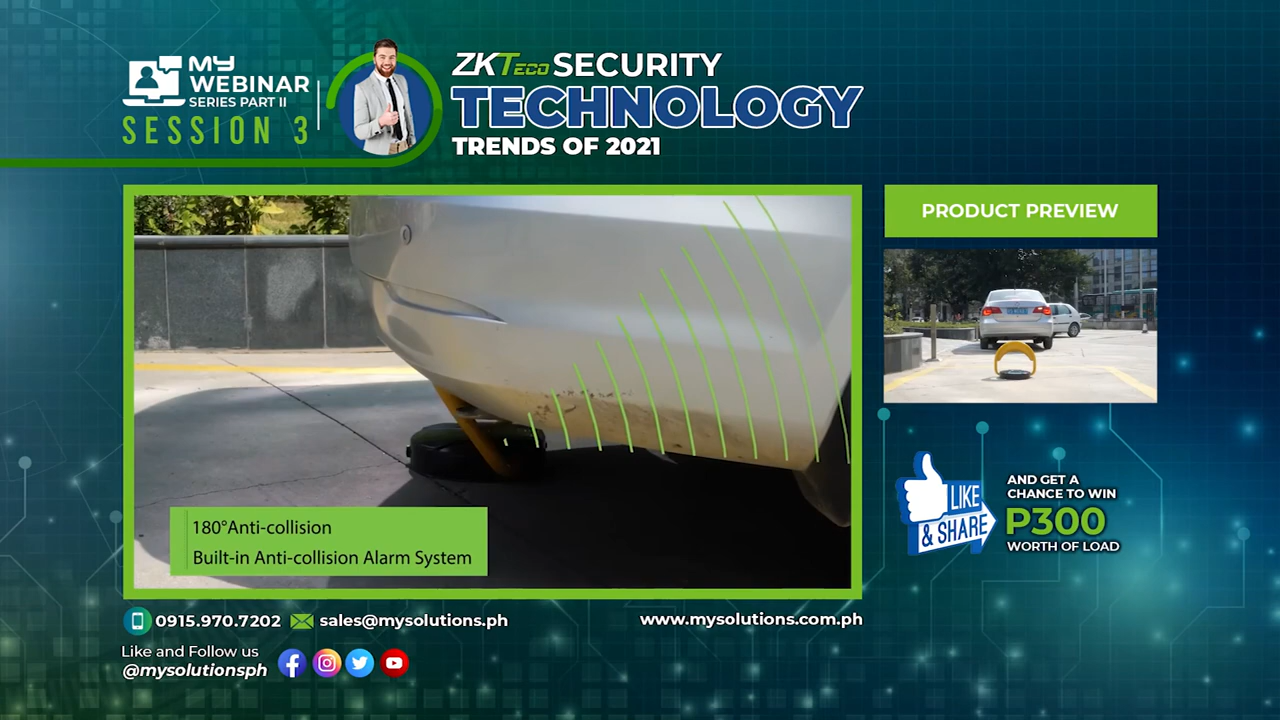 MY
WEBINAR
SERIES PART II
SESSION 3
ZKTeco SECURITY
TECHNOLOGY
TRENDS OF 2021
PRODUCT PREVIEW
180°Anti-collision
Built-in Anti-collision Alarm System
LIKE
& SHARE
AND GET A
CHANCE TO WIN
P300
WORTH OF LOAD
0915.970.7202 sales@mysolutions.ph www.mysolutions.com.ph
Like and Follow us
@mysolutionsph